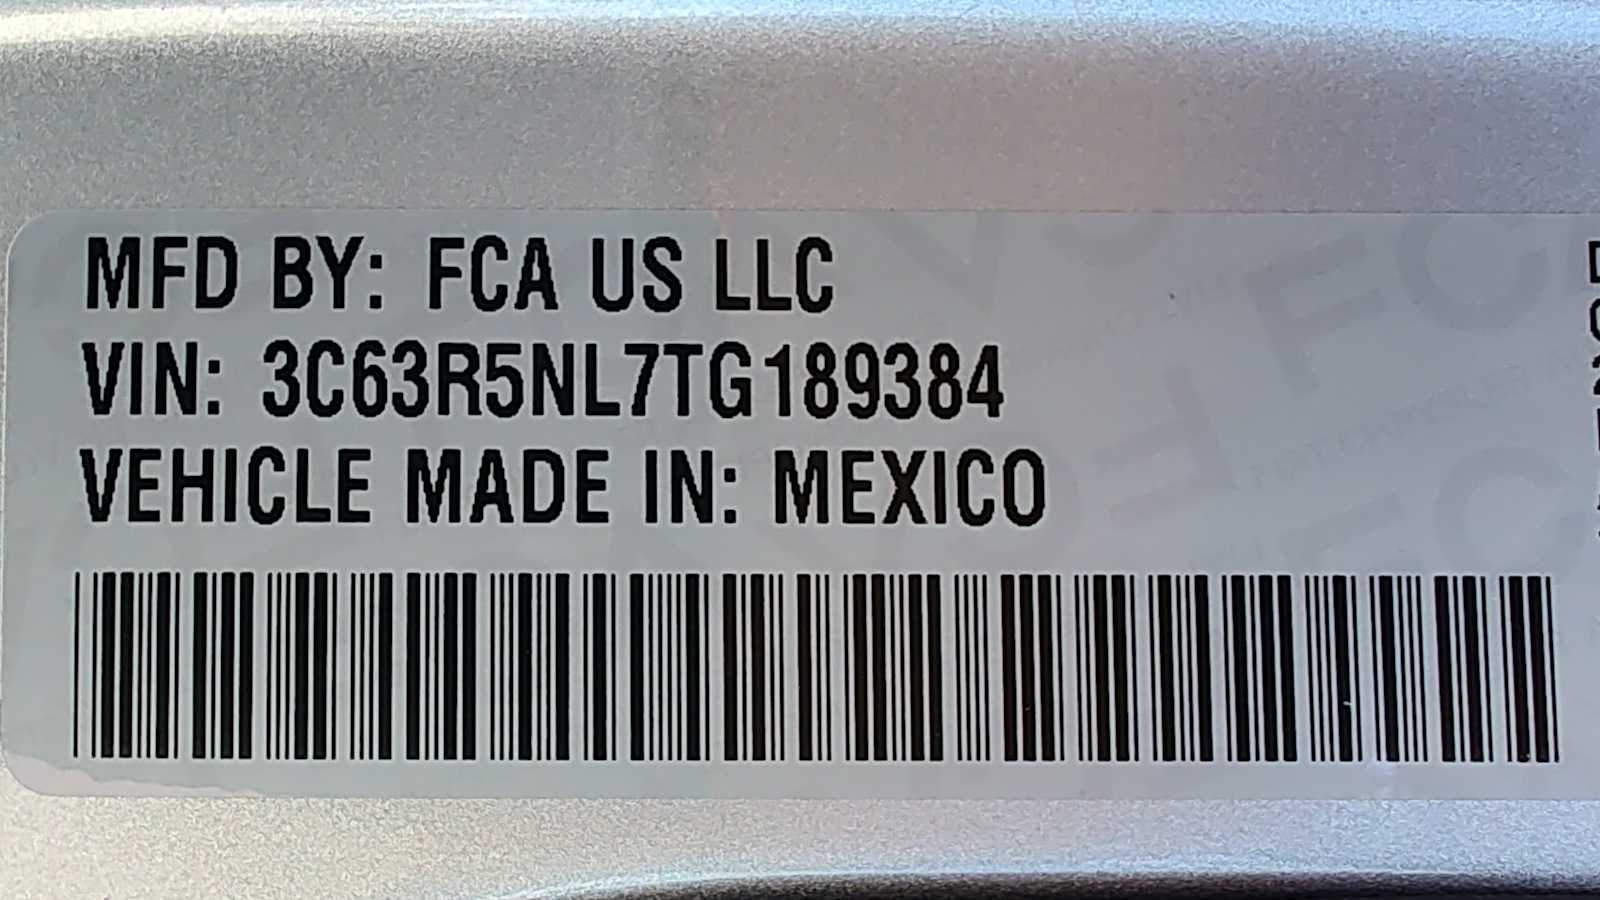 MFD BY: FCA US LLC
VIN: 3C63R5NL7TG189384
VEHICLE MADE IN: MEXICO